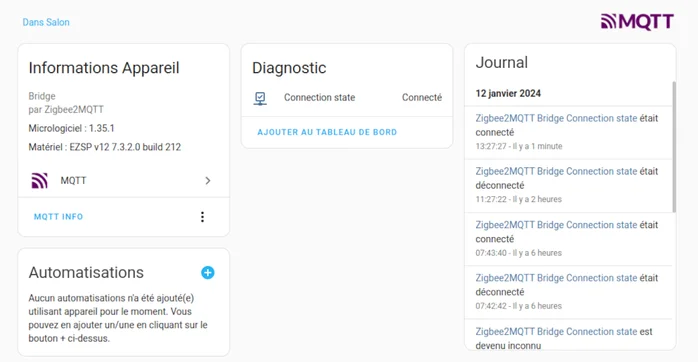 Dans Salon
MQTT
Informations Appareil
Bridge
par Zigbee2MQTT
Micrologiciel : 1.35.1
Matériel : EZSP v12 7.3.2.0 build 212
MQTT
MQTT INFO
Automatisations
Aucun automatisations n'a été ajouté(e)
utilisant appareil pour le moment. Vous
pouvez en ajouter un/une en cliquant sur le
bouton + ci-dessus.
Diagnostic
Connection state Connecté
AJOUTER AU TABLEAU DE BORD
Journal
12 janvier 2024
Zigbee2MQTT Bridge Connection state était
connecté
13:27:27 - il y a 1 minute
Zigbee2MQTT Bridge Connection state était
déconnecté
11:27:22 - il y a 2 heures
Zigbee2MQTT Bridge Connection state était
connecté
07:43:40 - il y a 6 heures
Zigbee2MQTT Bridge Connection state était
déconnecté
07:42:42 - il y a 6 heures
Zigbee2MQTT Bridge Connection state est
devenu inconnu